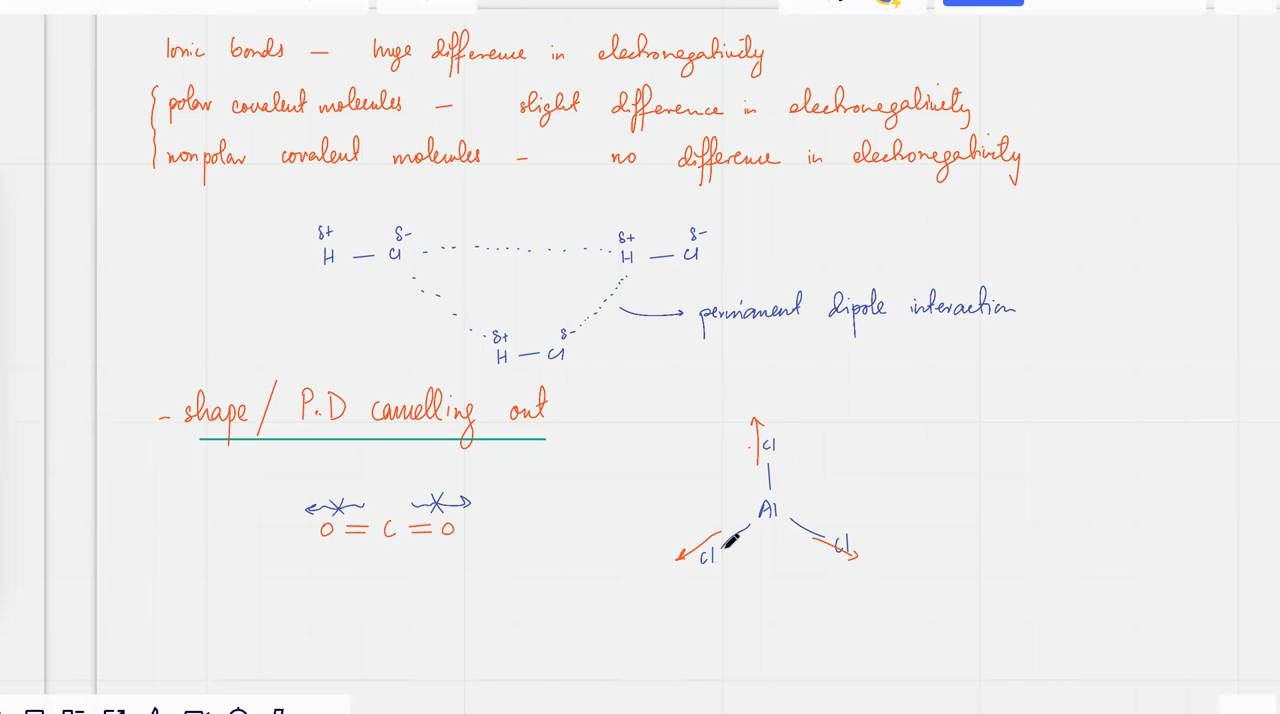 Ionic bonds — huge difference in electronegativity
polar covalent molecules — slight difference in electronegativity
nonpolar covalent molecules - no difference in electronegativity
δ+ δ- δ+ δ-
H — Cl H — Cl
permanent dipole interaction
δ+ δ-
H — Cl
- shape / P.D cancelling out
Cl
Al
O = C = O
Cl Cl